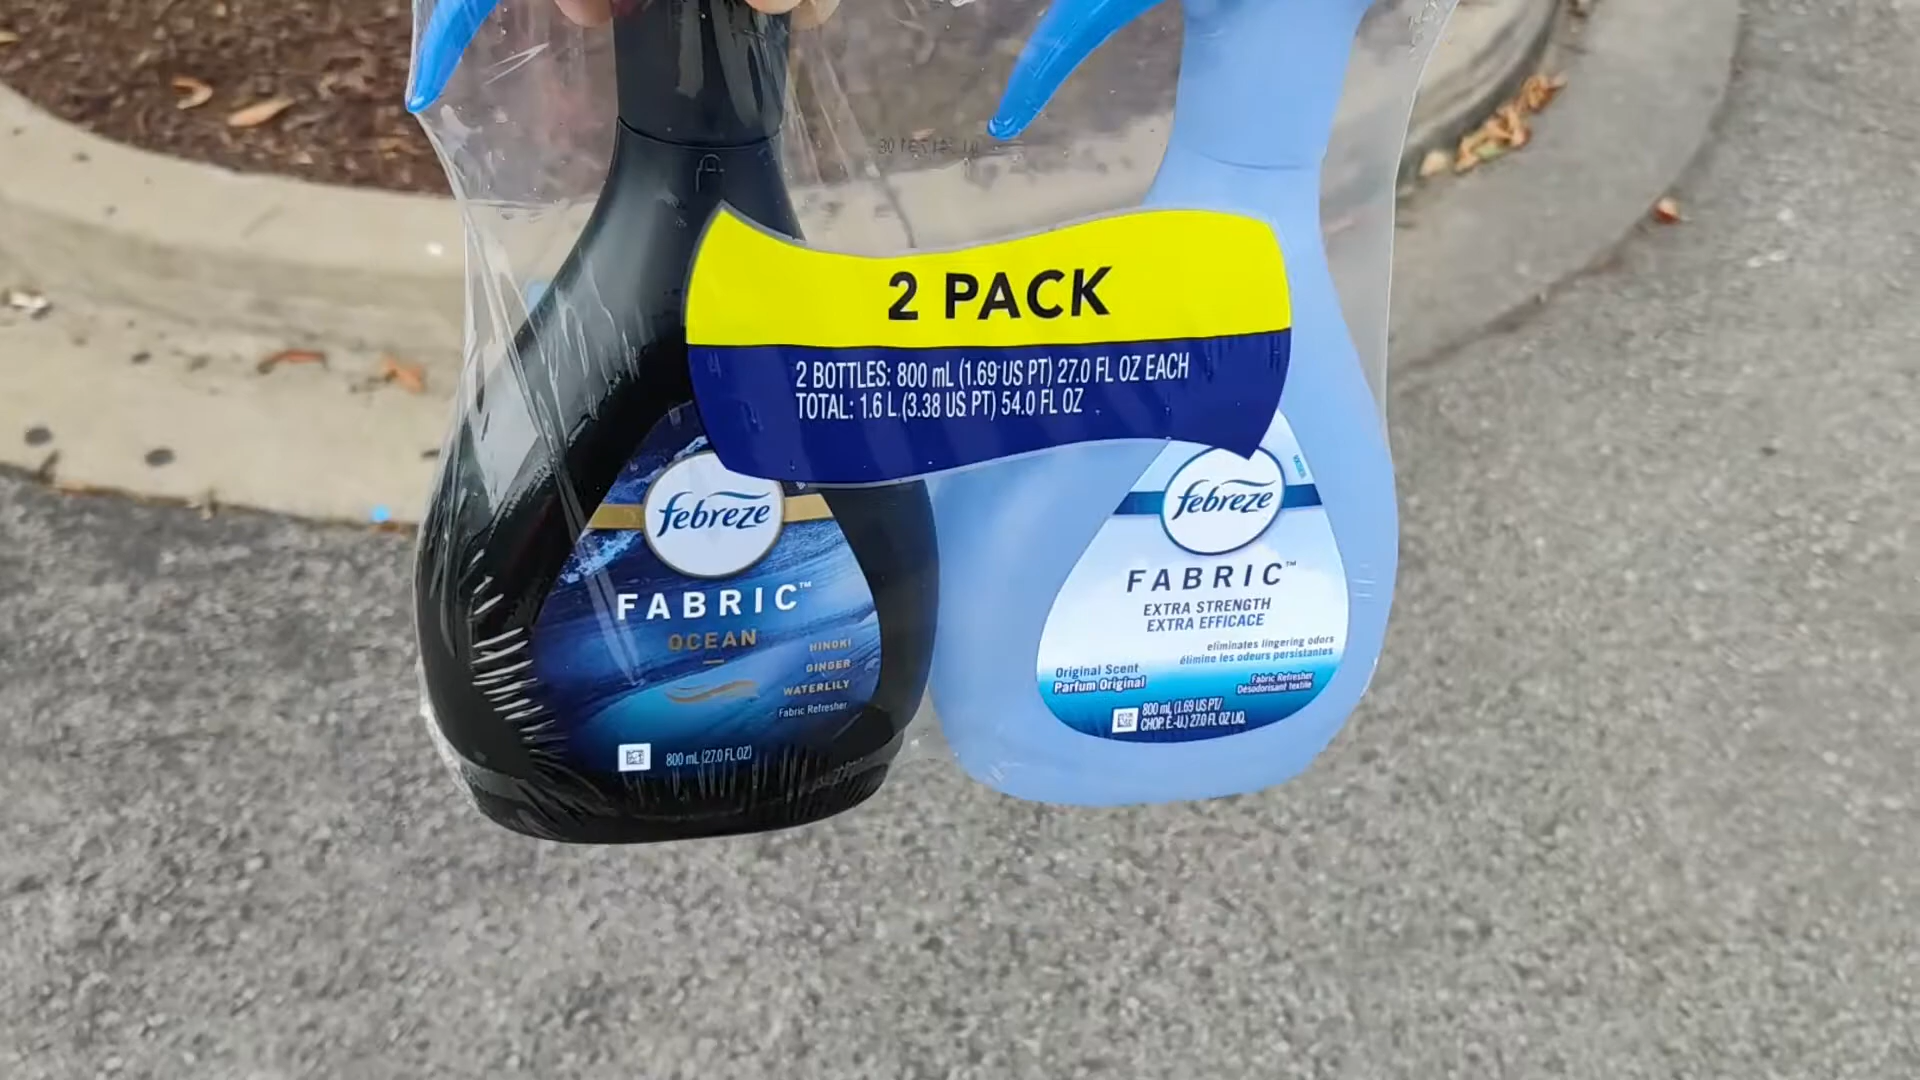 2 PACK
2 BOTTLES: 800 mL (1.69 US PT) 27.0 FL OZ EACH
TOTAL: 1.6 L (3.38 US PT) 54.0 FL OZ
febreze
FABRIC™
OCEAN
HINOKI
GINGER
WATERLILY
Fabric Refresher
800 mL (27.0 FL OZ)
febreze
FABRIC™
EXTRA STRENGTH
EXTRA EFFICACE
eliminates lingering odors
élimine les odeurs persistantes
Original Scent
Parfum Original
Fabric Refresher
Désodorisant textile
800 mL (1.69 US PT/
CHOP. É.-U.) 27.0 FL OZ LIQ.